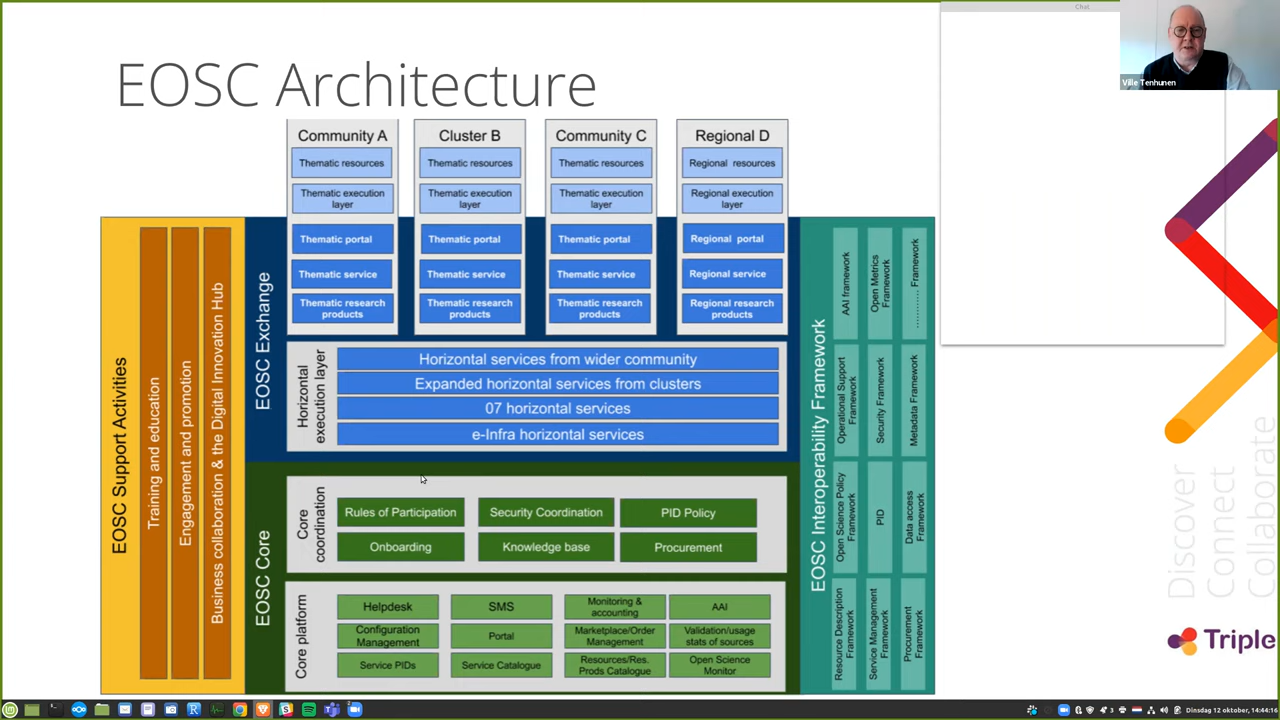 EOSC Architecture
Chat
Ville Tenhunen
Community A
Thematic resources
Thematic execution
layer
Thematic portal
Thematic service
Thematic research
products
Cluster B
Thematic resources
Thematic execution
layer
Thematic portal
Thematic service
Thematic research
products
Community C
Thematic resources
Thematic execution
layer
Thematic portal
Thematic service
Thematic research
products
Regional D
Regional resources
Regional execution
layer
Regional portal
Regional service
Regional research
products
EOSC Support Activities
Training and education
Engagement and promotion
Business collaboration & the Digital Innovation Hub
EOSC Exchange
Horizontal
execution layer
Horizontal services from wider community
Expanded horizontal services from clusters
07 horizontal services
e-Infra horizontal services
EOSC Core
Core
coordination
Rules of Participation
Security Coordination
PID Policy
Onboarding
Knowledge base
Procurement
Core platform
Helpdesk
SMS
Monitoring &
accounting
AAI
Configuration
Management
Portal
Marketplace/Order
Management
Validation/usage
stats of sources
Service PIDs
Service Catalogue
Resources/Res.
Prods Catalogue
Open Science
Monitor
EOSC Interoperability Framework
AAI framework
Open Metrics
Framework
............ Framework
Operational Support
Framework
Security Framework
Metadata Framework
Open Science Policy
Framework
PID
Data access
Framework
Resource Description
Framework
Service Management
Framework
Procurement
Framework
Discover
Connect
Collaborate
Triple
3
Dinsdag 12 oktober, 14:44:16